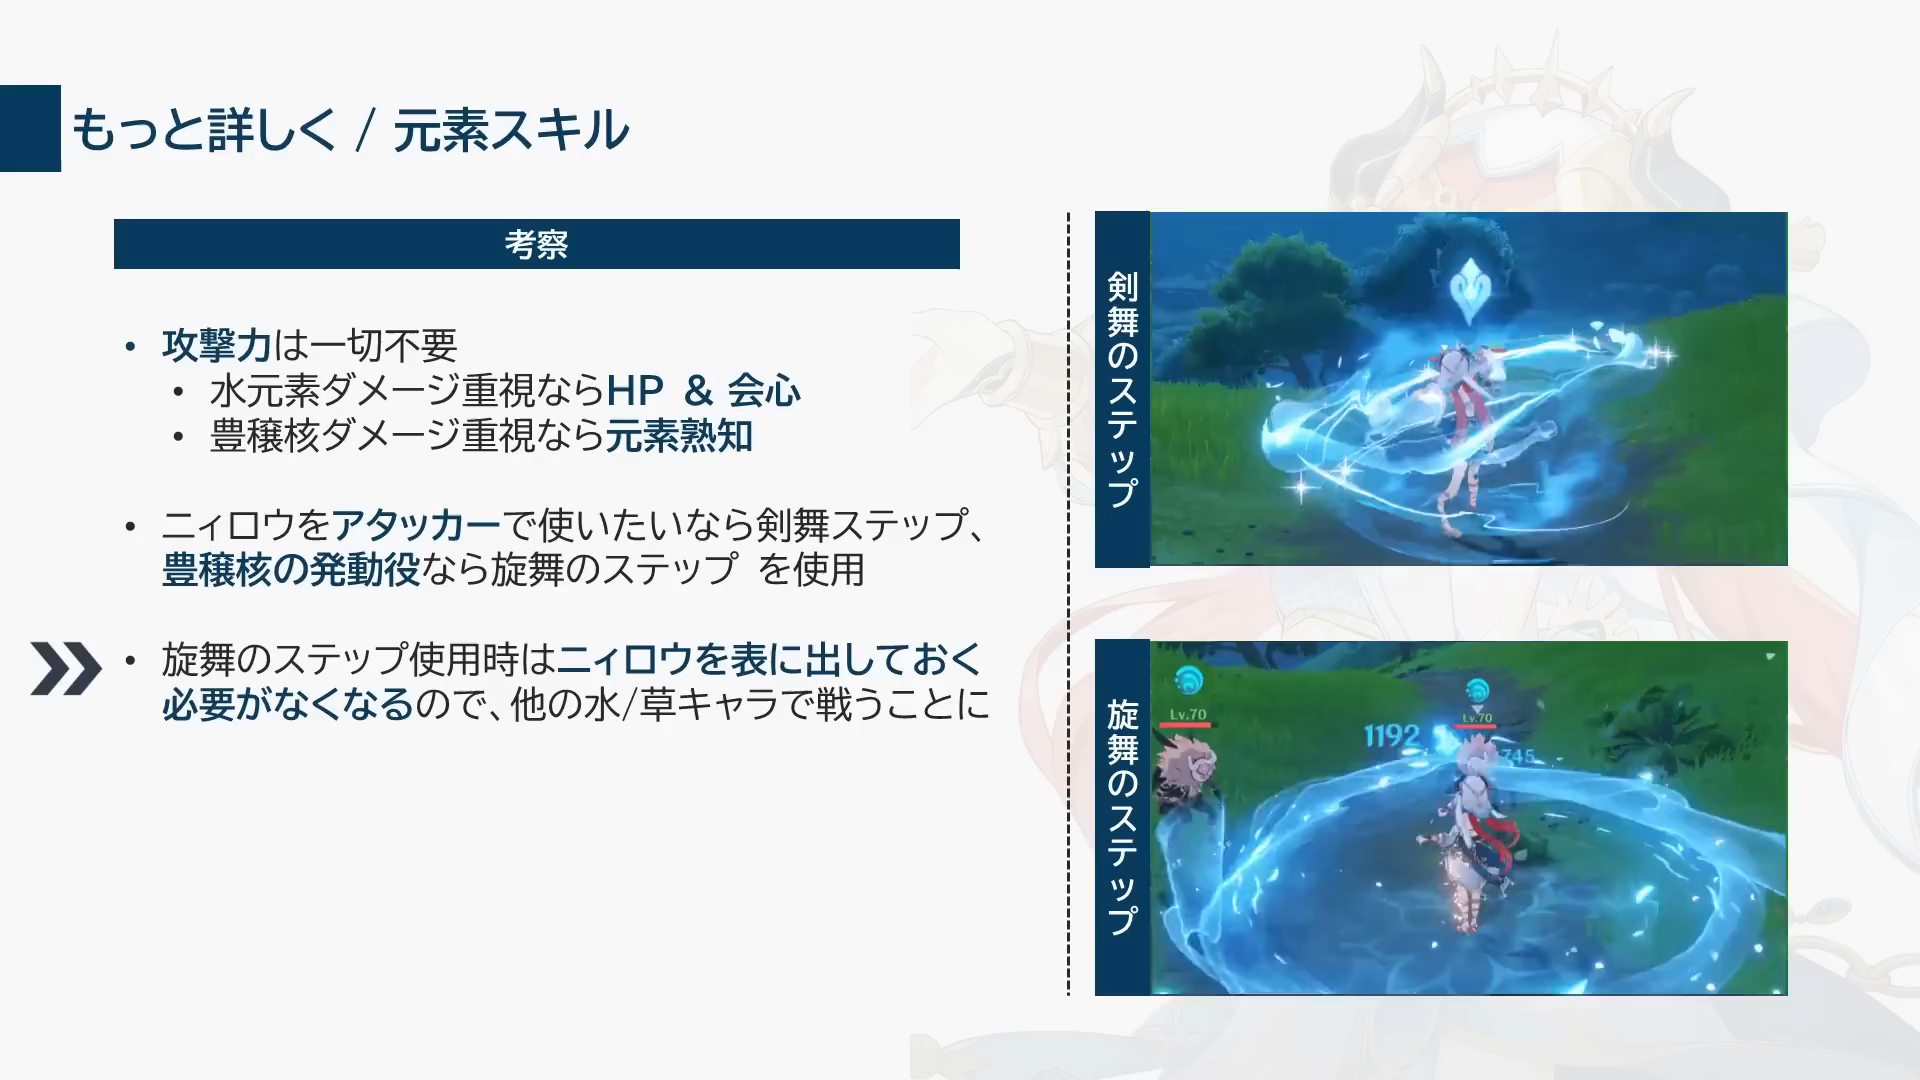 もっと詳しく / 元素スキル
考察
• 攻撃力は一切不要
• 水元素ダメージ重視ならHP & 会心
• 豊穣核ダメージ重視なら元素熟知
• ニィロウをアタッカーで使いたいなら剣舞ステップ、
豊穣核の発動役なら旋舞のステップ を使用
• 旋舞のステップ使用時はニィロウを表に出しておく
必要がなくなるので、他の水/草キャラで戦うことに
剣舞のステップ
旋舞のステップ
Lv.70
Lv.70
1192
745